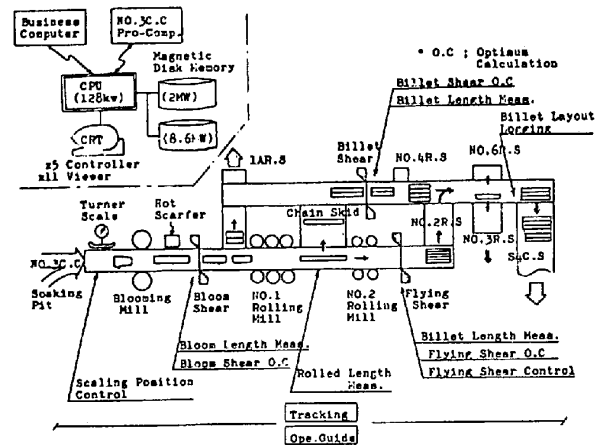 Business
Computer
NO.3C.C
Pro-Comp.
Magnetic
Disk Memory
CPU
(128kw)
(2MW)
(8.6MW)
CRT
x5 Controller
x11 Viewer
* O.C ; Optimum
Calculation
Billet Shear O.C
Billet Length Meas.
Billet Layout
Logging
Billet
Shear
NO.4R.S
NO.6R.S
1AR.S
Turner
Scale
Hot
Scarfer
Chain Skid
NO.2R.S
NO.3R.S
S4C.S
NO.3C.C
Soaking
Pit
Blooming
Mill
Bloom
Shear
NO.1
Rolling
Mill
NO.2
Rolling
Mill
Flying
Shear
Bloom Length Meas.
Bloom Shear O.C
Rolled Length
Meas.
Billet Length Meas.
Flying Shear O.C
Flying Shear Control
Scaling Position
Control
Tracking
Ope.Guide